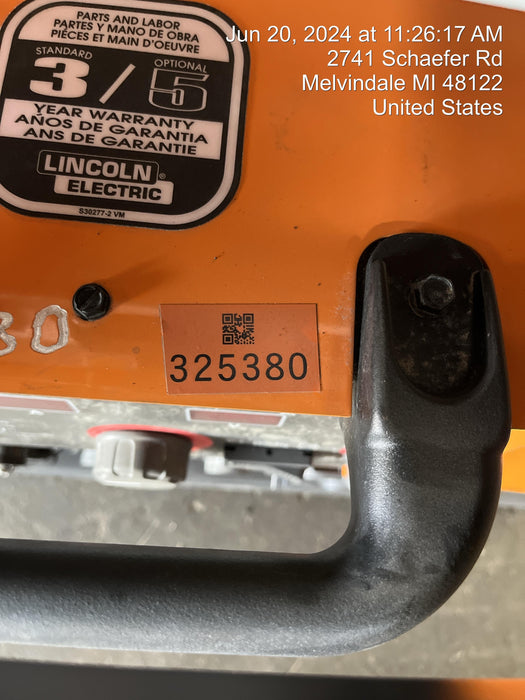 Jun 20, 2024 at 11:26:17 AM
2741 Schaefer Rd
Melvindale MI 48122
United States
PARTS AND LABOR
PARTES Y MANO DE OBRA
PIÈCES ET MAIN D'OEUVRE
STANDARD OPTIONAL
3 / 5
YEAR WARRANTY
AÑOS DE GARANTIA
ANS DE GARANTIE
LINCOLN ®
ELECTRIC
S30277-2 VM
80
325380